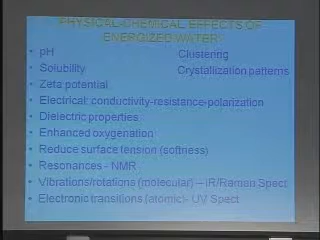 PHYSICAL-CHEMICAL EFFECTS OF
ENERGIZED WATER
• pH Clustering
• Solubility Crystallization patterns
• Zeta potential
• Electrical: conductivity-resistance-polarization
• Dielectric properties
• Enhanced oxygenation
• Reduce surface tension (softness)
• Resonances - NMR
• Vibrations/rotations (molecular) – IR/Raman Spect
• Electronic transitions (atomic)- UV Spect